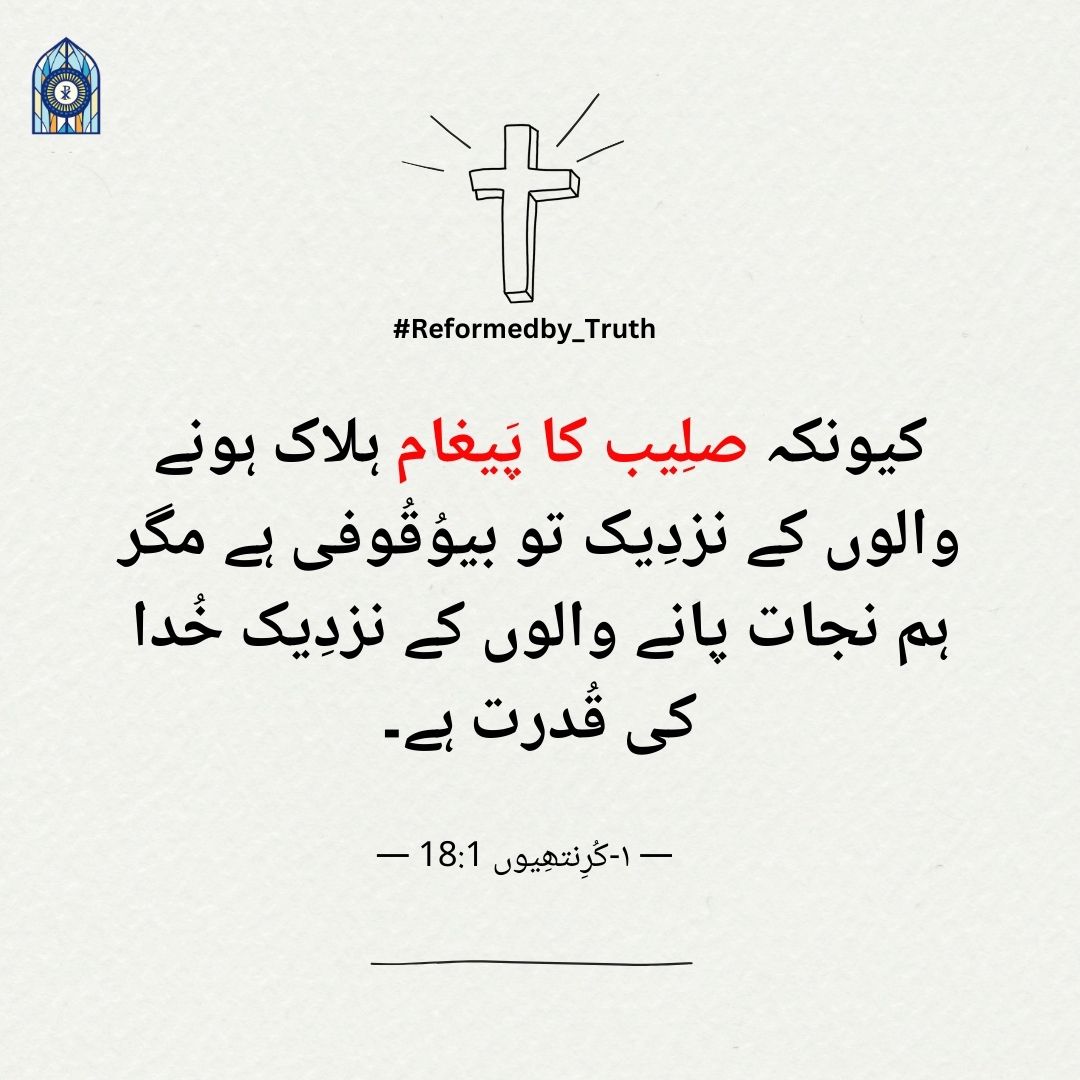 #Reformedby_Truth
کیونکہ صلِیب کا پَیغام ہلاک ہونے
والوں کے نزدِیک تو بیوُقُوفی ہے مگر
ہم نجات پانے والوں کے نزدِیک خُدا
کی قُدرت ہے۔
— ۱-کُرِنتھِیوں 18:1 —